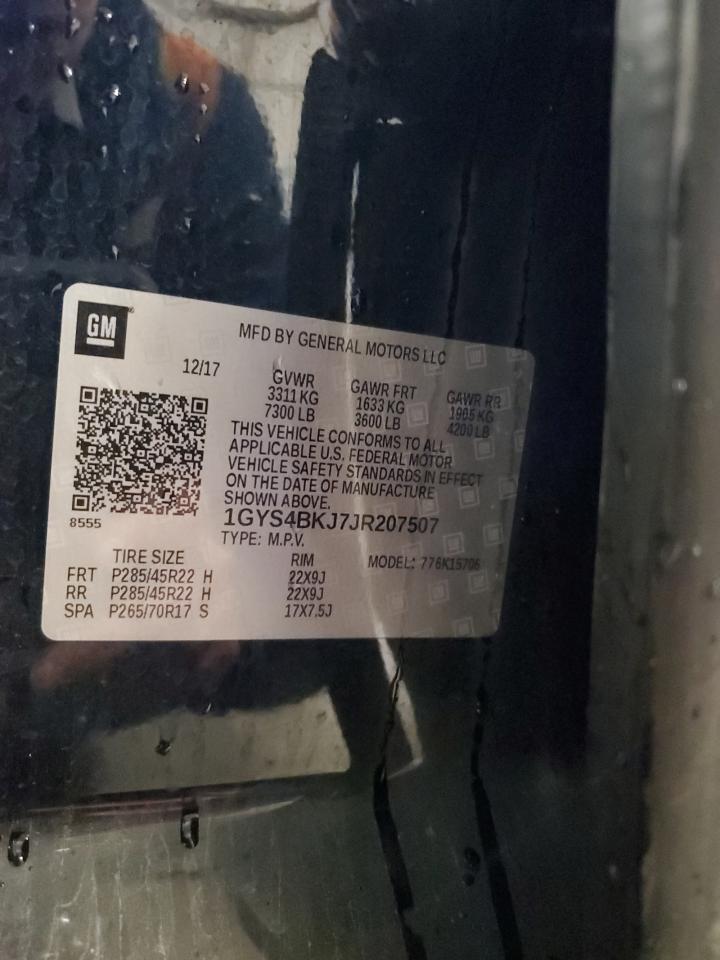 GM
MFD BY GENERAL MOTORS LLC
12/17
GVWR GAWR FRT GAWR RR
3311 KG 1633 KG 1905 KG
7300 LB 3600 LB 4200 LB
THIS VEHICLE CONFORMS TO ALL
APPLICABLE U.S. FEDERAL MOTOR
VEHICLE SAFETY STANDARDS IN EFFECT
ON THE DATE OF MANUFACTURE
SHOWN ABOVE.
8555
1GYS4BKJ7JR207507
TYPE: M.P.V.
TIRE SIZE RIM MODEL: 776K15706
FRT P285/45R22 H 22X9J
RR P285/45R22 H 22X9J
SPA P265/70R17 S 17X7.5J